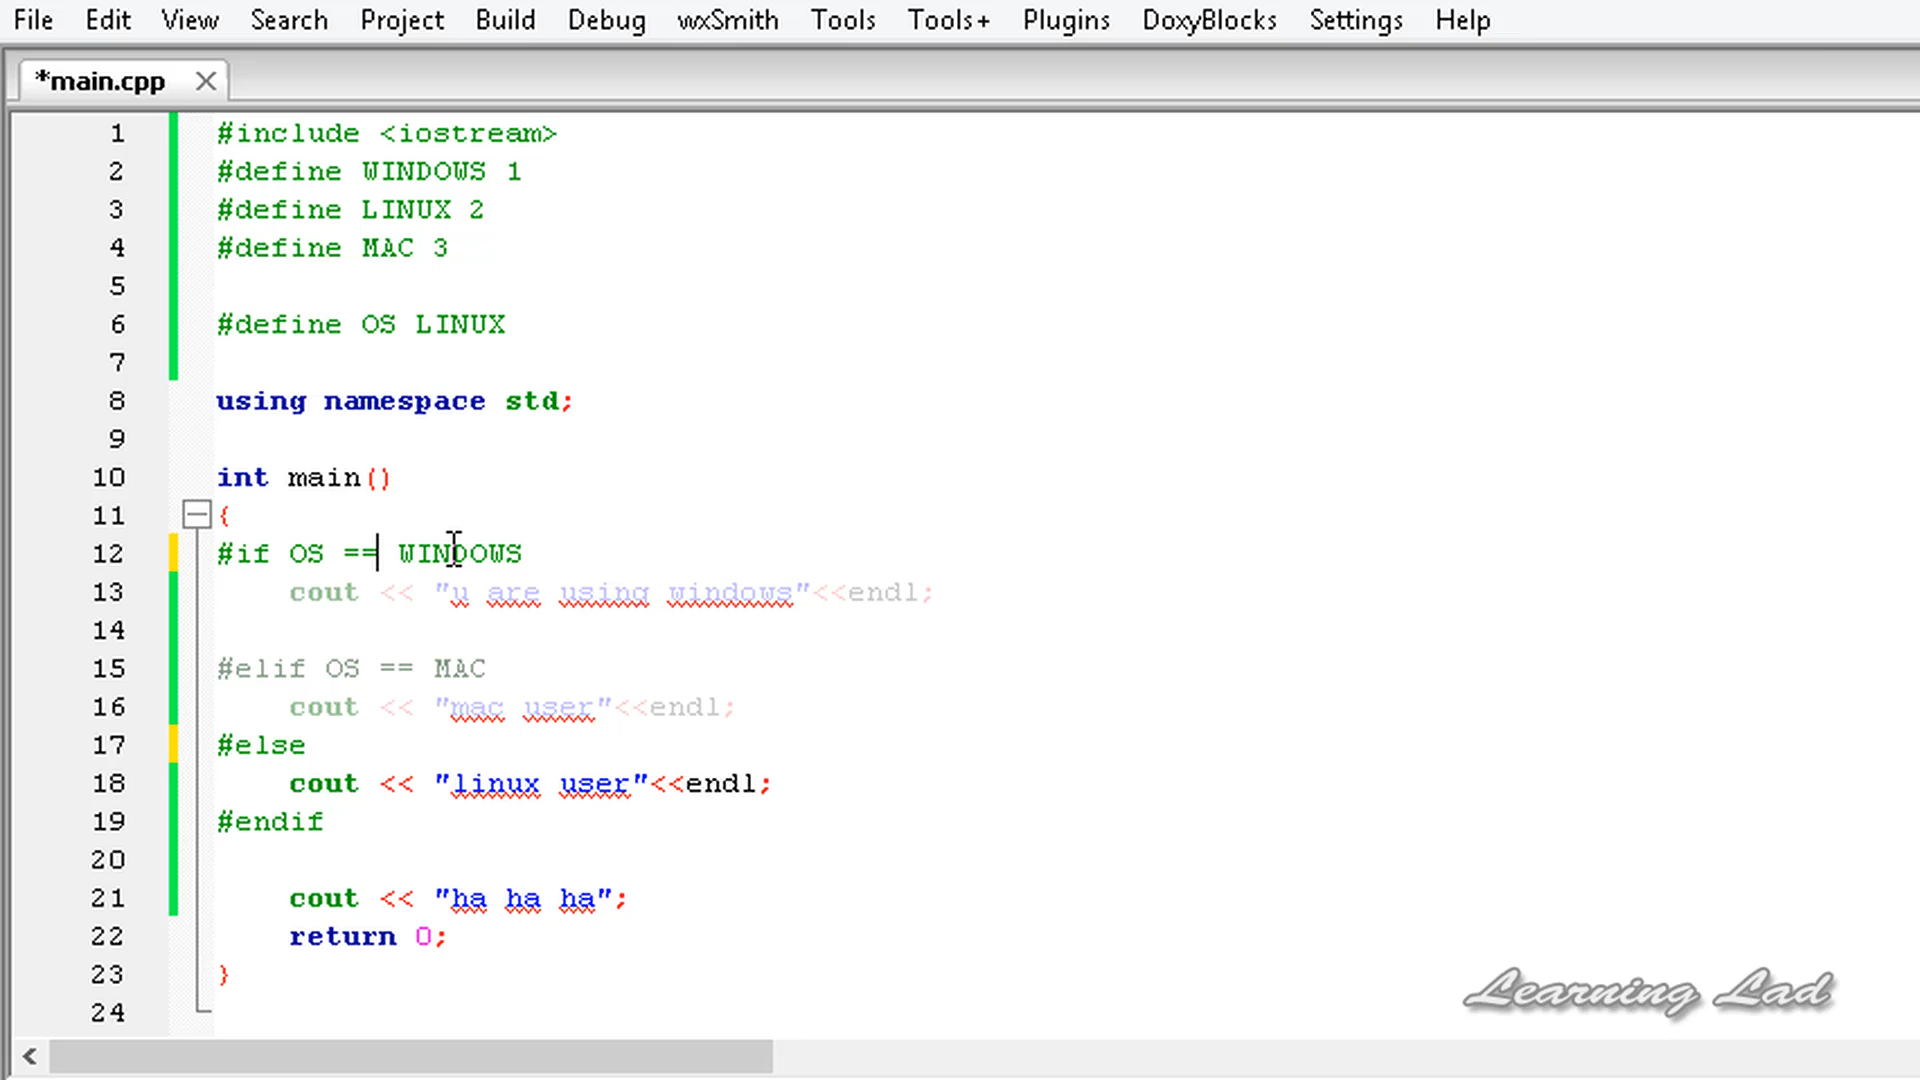 File Edit View Search Project Build Debug wxSmith Tools Tools+ Plugins DoxyBlocks Settings Help
*main.cpp
1 #include <iostream>
2 #define WINDOWS 1
3 #define LINUX 2
4 #define MAC 3
5
6 #define OS LINUX
7
8 using namespace std;
9
10 int main()
11 {
12 #if OS == WINDOWS
13 cout << "u are using windows"<<endl;
14
15 #elif OS == MAC
16 cout << "mac user"<<endl;
17 #else
18 cout << "linux user"<<endl;
19 #endif
20
21 cout << "ha ha ha";
22 return 0;
23 }
24
Learning Lad